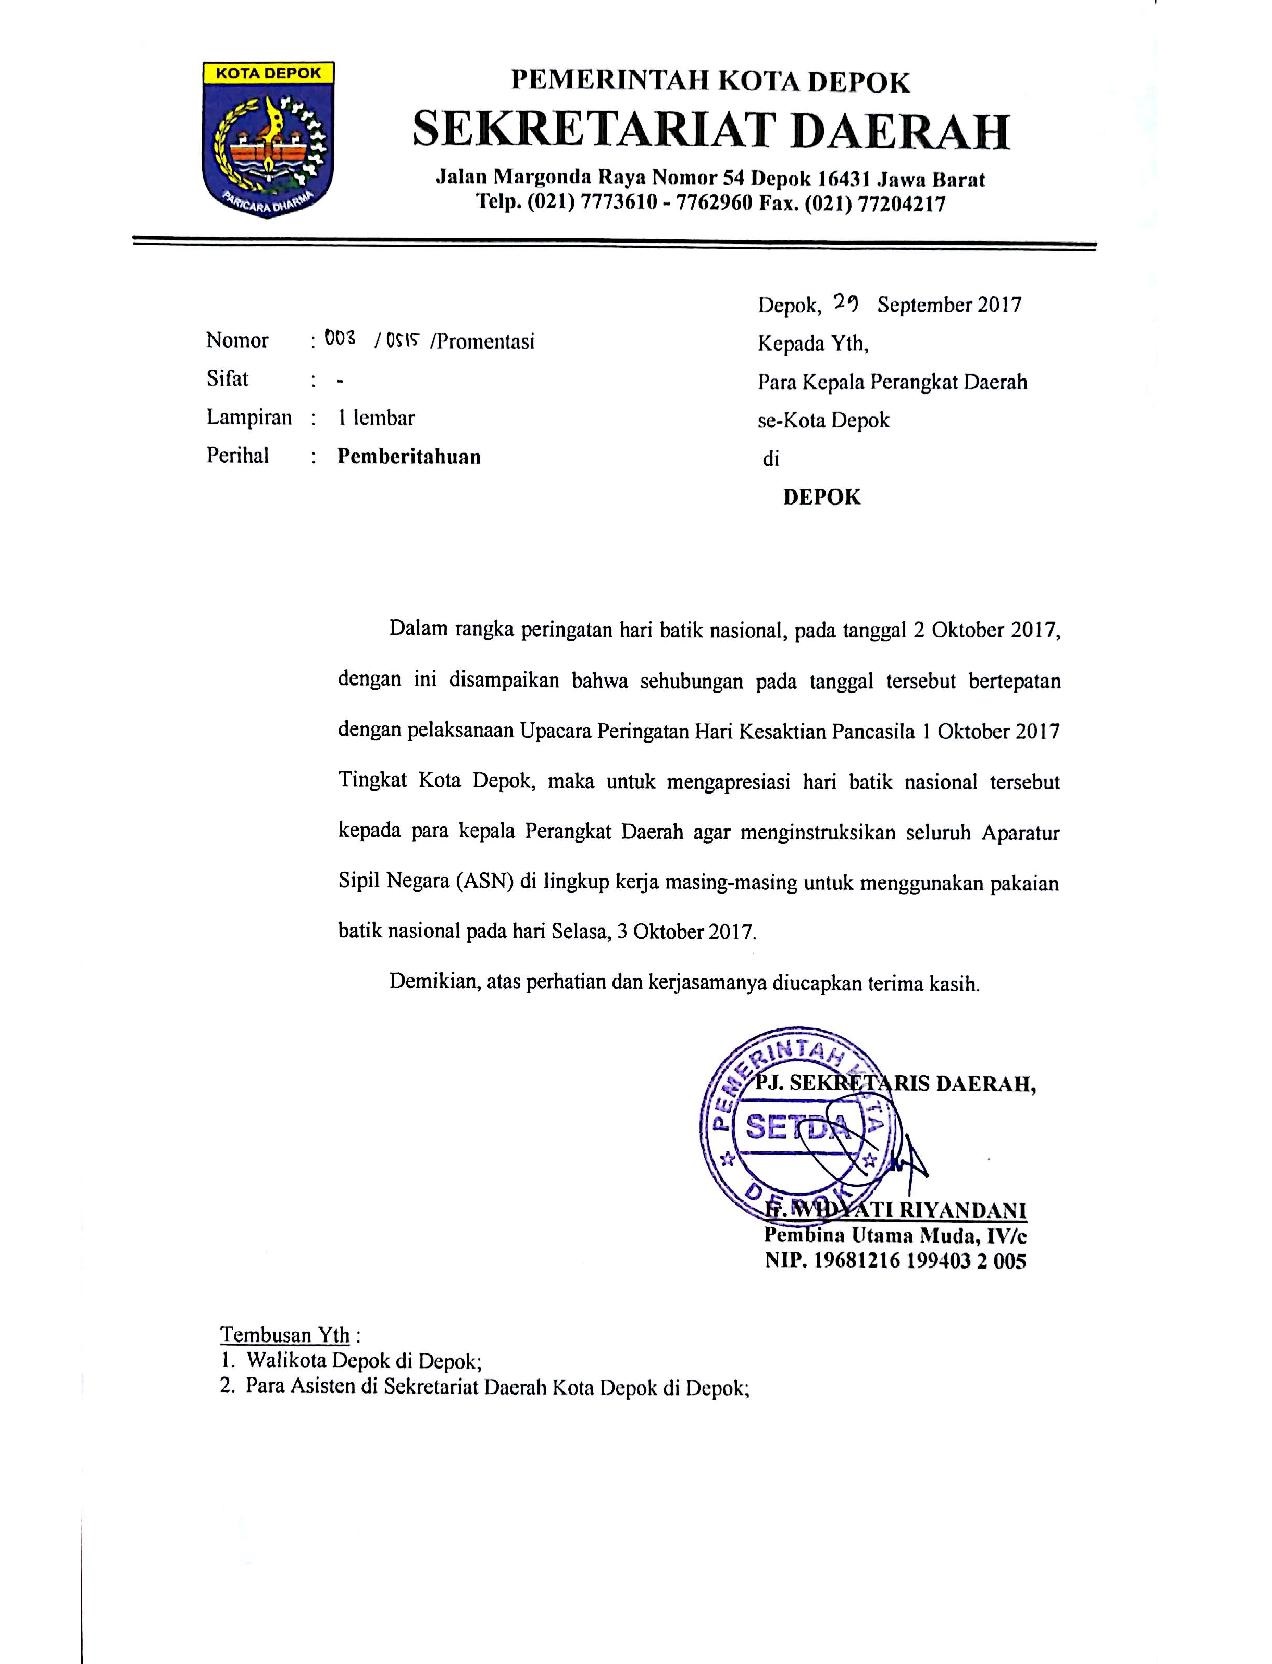 KOTA DEPOK
PARICARA DHARMA
PEMERINTAH KOTA DEPOK
SEKRETARIAT DAERAH
Jalan Margonda Raya Nomor 54 Depok 16431 Jawa Barat
Telp. (021) 7773610 - 7762960 Fax. (021) 77204217
Depok, 29 September 2017
Nomor : 003 / 0515 /Promentasi
Kepada Yth,
Sifat : -
Para Kepala Perangkat Daerah
Lampiran : 1 lembar
se-Kota Depok
Perihal : Pemberitahuan
di
DEPOK
Dalam rangka peringatan hari batik nasional, pada tanggal 2 Oktober 2017,
dengan ini disampaikan bahwa sehubungan pada tanggal tersebut bertepatan
dengan pelaksanaan Upacara Peringatan Hari Kesaktian Pancasila 1 Oktober 2017
Tingkat Kota Depok, maka untuk mengapresiasi hari batik nasional tersebut
kepada para kepala Perangkat Daerah agar menginstruksikan seluruh Aparatur
Sipil Negara (ASN) di lingkup kerja masing-masing untuk menggunakan pakaian
batik nasional pada hari Selasa, 3 Oktober 2017.
Demikian, atas perhatian dan kerjasamanya diucapkan terima kasih.
PEMERINTAH KOTA
PJ. SEKRETARIS DAERAH,
SETDA
DEPOK
Ir. WIDYATI RIYANDANI
Pembina Utama Muda, IV/c
NIP. 19681216 199403 2 005
Tembusan Yth :
1. Walikota Depok di Depok;
2. Para Asisten di Sekretariat Daerah Kota Depok di Depok;